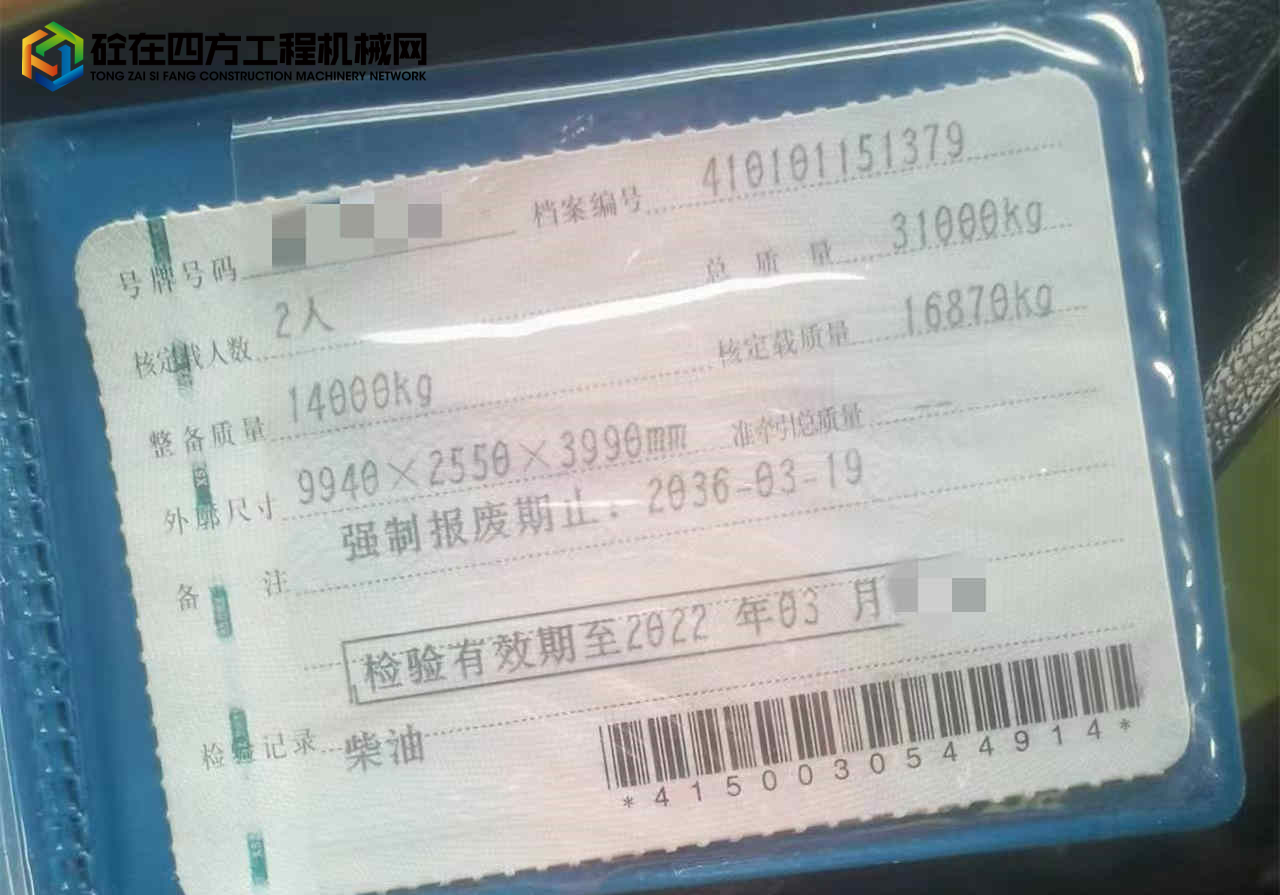 砼在四方工程机械网
TONG ZAI SI FANG CONSTRUCTION MACHINERY NETWORK
号牌号码 档案编号 410101151379
核定载人数 2人 总质量 31000kg
整备质量 14000kg 核定载质量 16870kg
外廓尺寸 9940×2550×3990mm 准牵引总质量 --
备注 强制报废期止：2036-03-19
检验有效期至2022 年03 月
检验记录 柴油
*4150030544914*